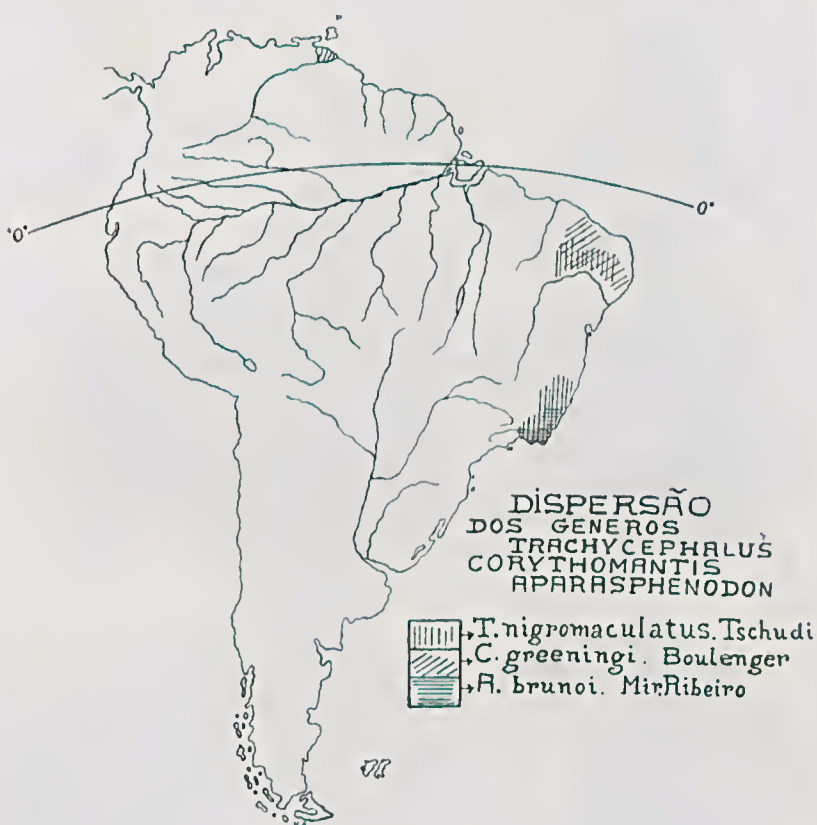 "0"
0°
DISPERSÃO
DOS GENEROS
TRACHYCEPHALUS
CORYTHOMANTIS
APARASPHENODON
T. nigromaculatus. Tschudi
C. greeningi. Boulenger
A. brunoi. Mir. Ribeiro